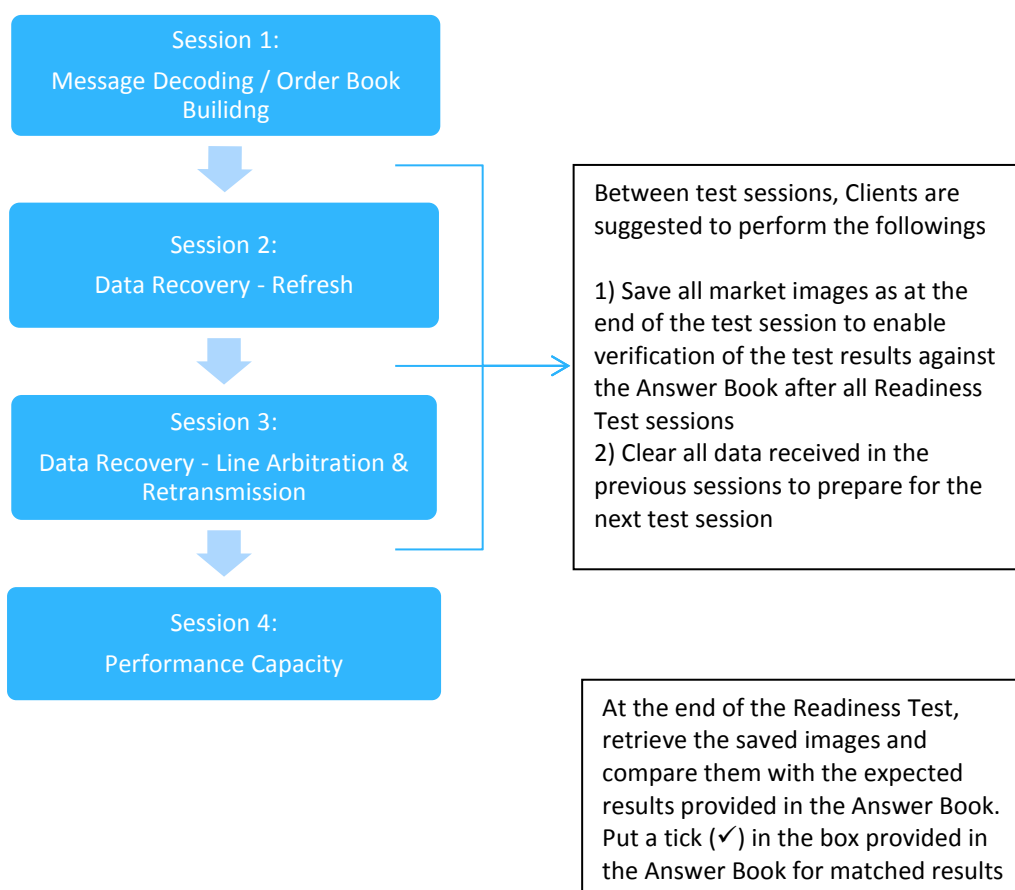 Session 1:
Message Decoding / Order Book
Builidng
Session 2:
Data Recovery - Refresh
Session 3:
Data Recovery - Line Arbitration &
Retransmission
Session 4:
Performance Capacity
Between test sessions, Clients are
suggested to perform the followings
1) Save all market images as at the
end of the test session to enable
verification of the test results against
the Answer Book after all Readiness
Test sessions
2) Clear all data received in the
previous sessions to prepare for the
next test session
At the end of the Readiness Test,
retrieve the saved images and
compare them with the expected
results provided in the Answer Book.
Put a tick (✓) in the box provided in
the Answer Book for matched results